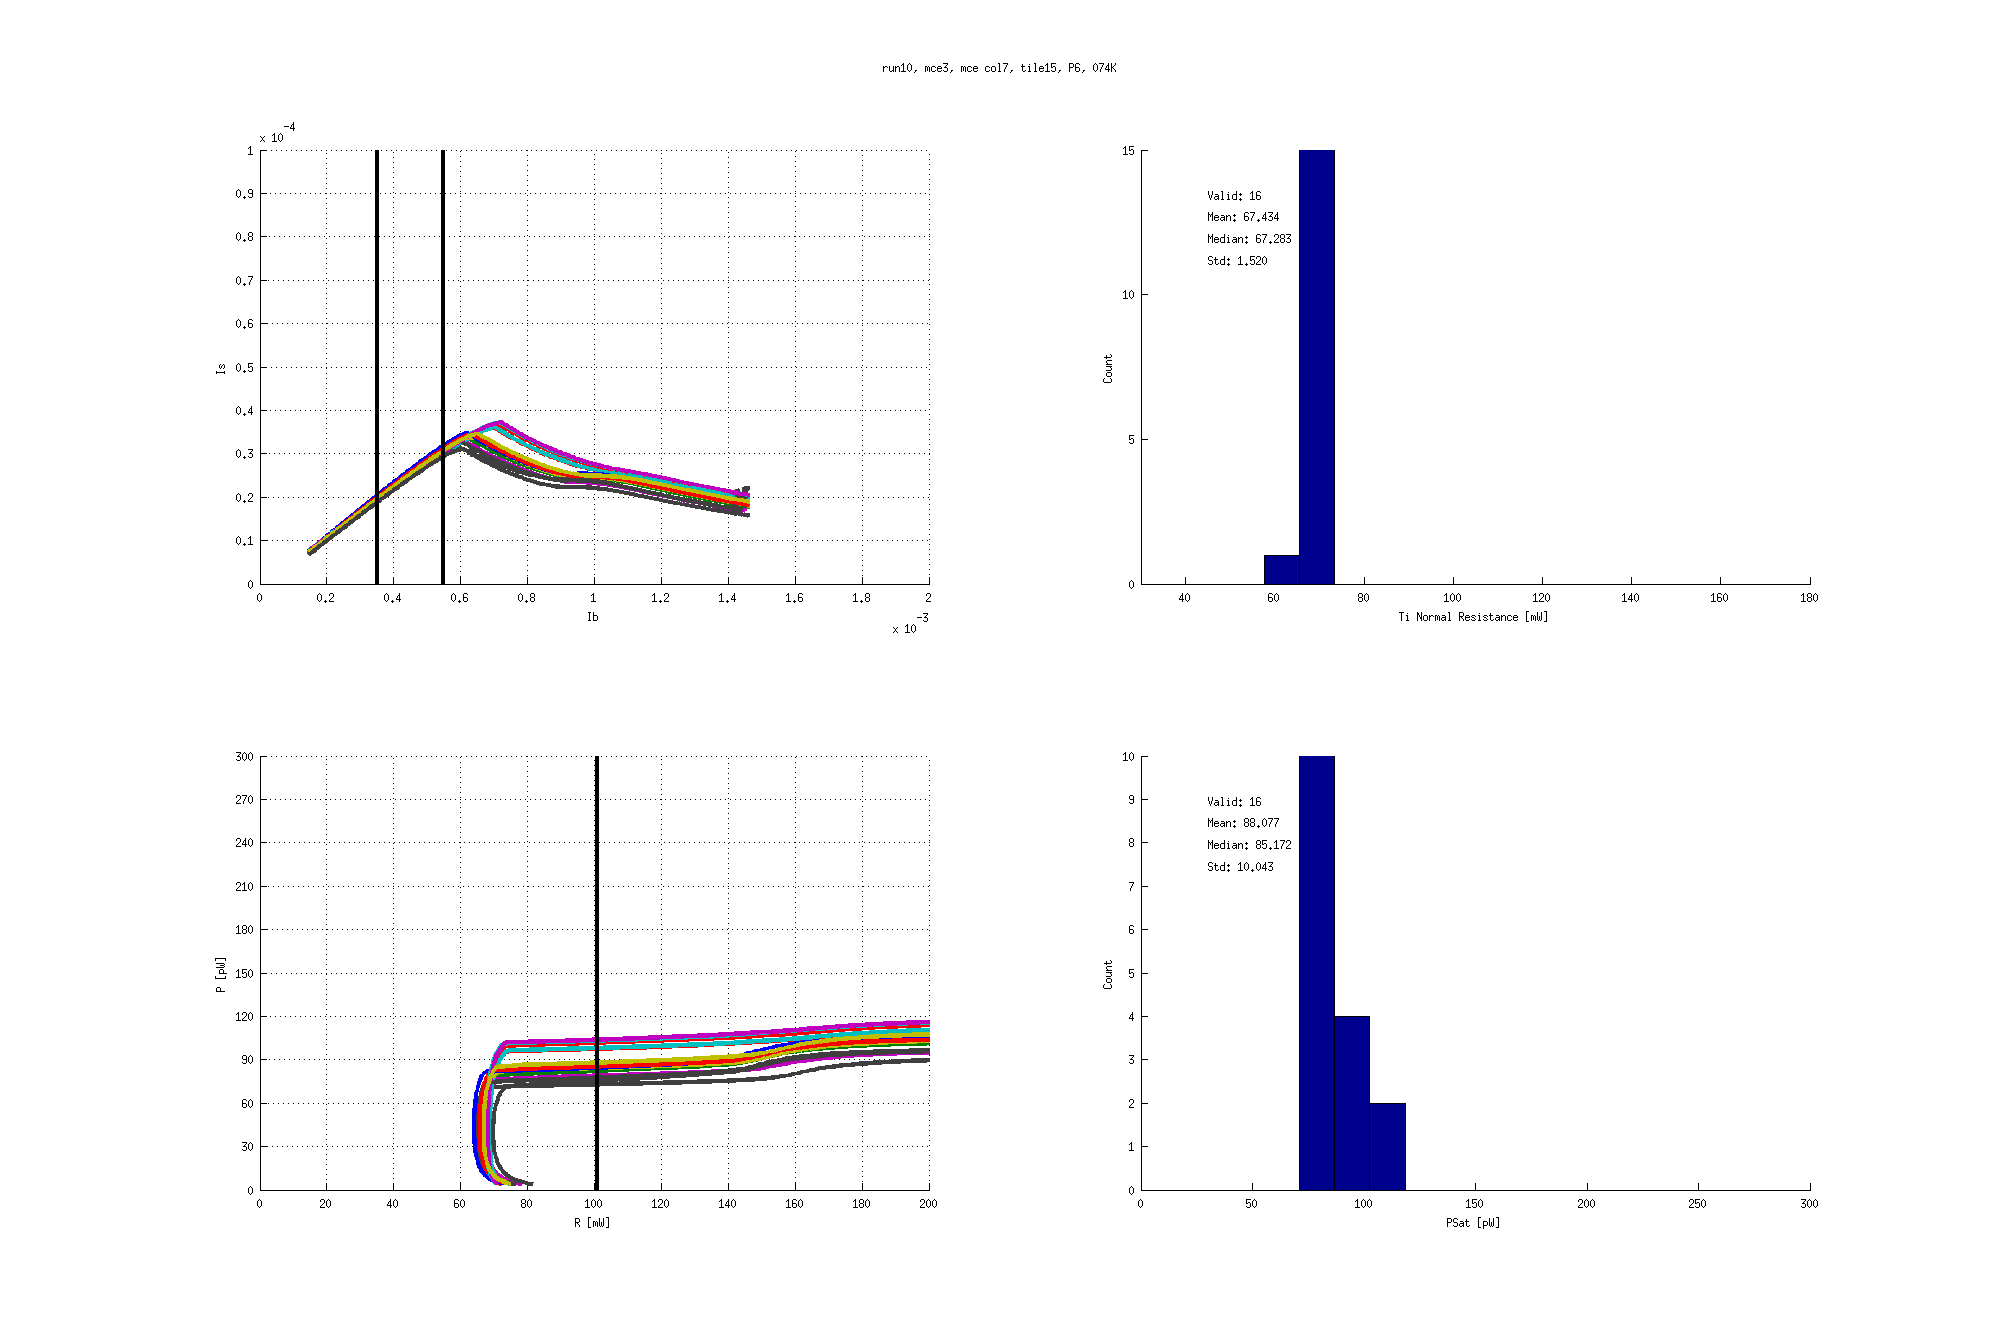 run10, mce3, mce col7, tile15, P6, 074K
x 10^-4
1
0.9
0.8
0.7
0.6
0.5
0.4
0.3
0.2
0.1
0
Is
0 0.2 0.4 0.6 0.8 1 1.2 1.4 1.6 1.8 2
Ib
x 10^-3
15
10
5
0
Count
Valid: 16
Mean: 67.434
Median: 67.283
Std: 1.520
40 60 80 100 120 140 160 180
Ti Normal Resistance [mW]
300
270
240
210
180
150
120
90
60
30
0
P [pW]
0 20 40 60 80 100 120 140 160 180 200
R [mW]
10
9
8
7
6
5
4
3
2
1
0
Count
Valid: 16
Mean: 88.077
Median: 85.172
Std: 10.043
0 50 100 150 200 250 300
PSat [pW]